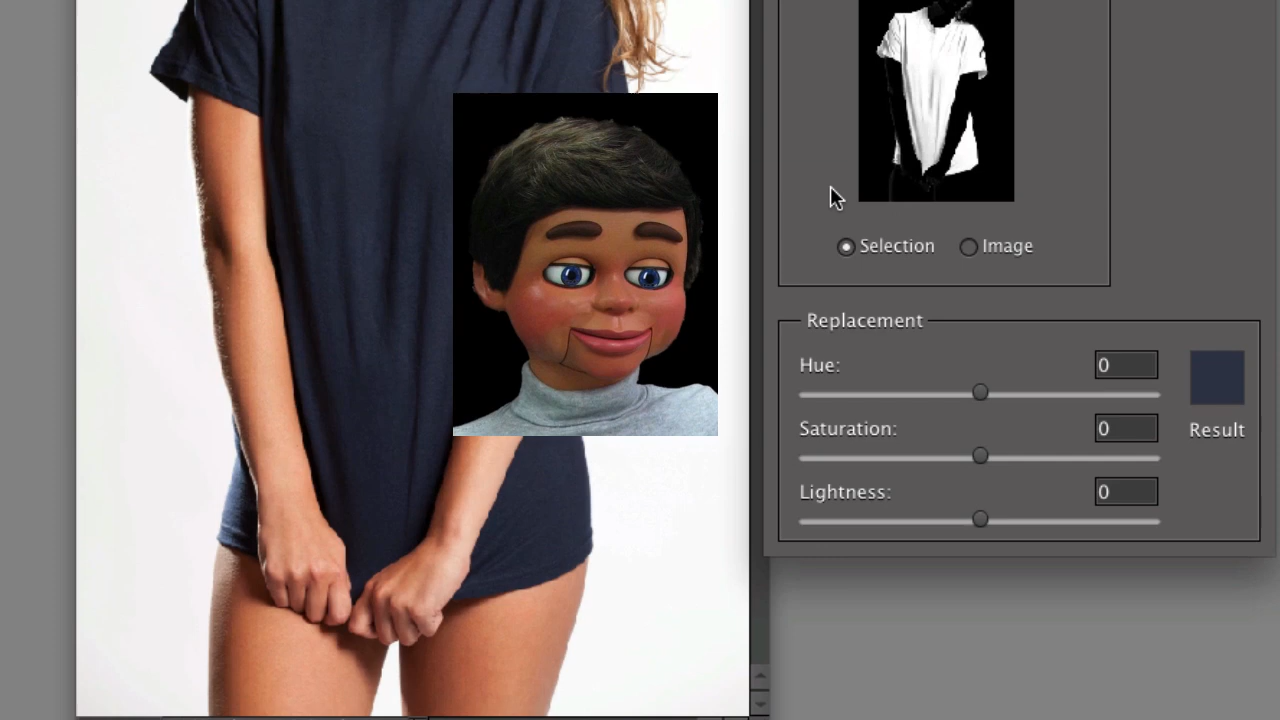 Selection
Image
Replacement
Hue:
0
Saturation:
0
Result
Lightness:
0